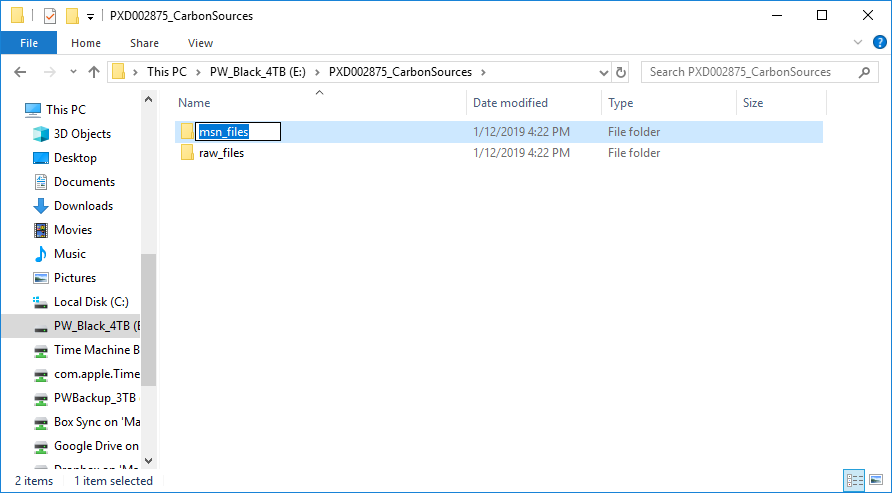 PXD002875_CarbonSources
File Home Share View
This PC PW_Black_4TB (E:) PXD002875_CarbonSources Search PXD002875_CarbonSources
Name Date modified Type Size
This PC
3D Objects
Desktop
Documents
Downloads
Movies
Music
Pictures
Local Disk (C:)
PW_Black_4TB (E
Time Machine B
com.apple.Time
PWBackup_3TB
Box Sync on 'Ma
Google Drive on
Dropbox on 'Ma
msn_files 1/12/2019 4:22 PM File folder
raw_files 1/12/2019 4:22 PM File folder
2 items 1 item selected